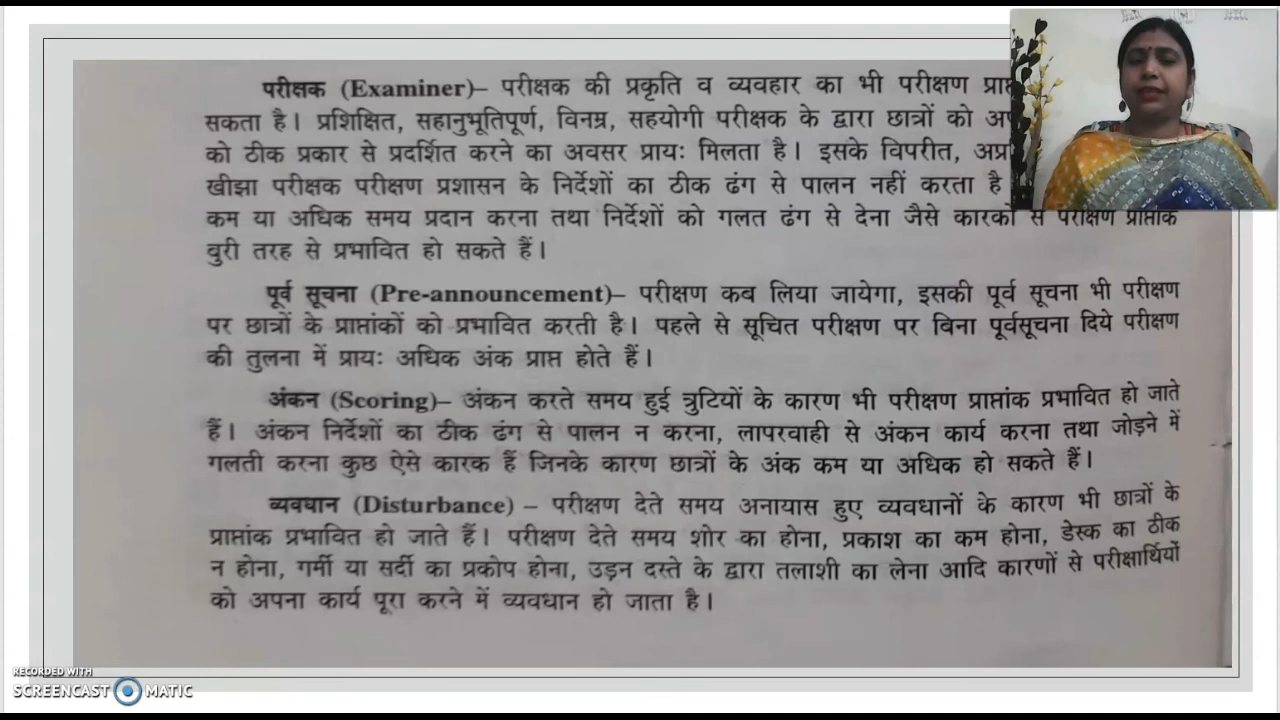 परीक्षक (Examiner)– परीक्षक की प्रकृति व व्यवहार का भी परीक्षण
सकता है। प्रशिक्षित, सहानुभूतिपूर्ण, विनम्र, सहयोगी परीक्षक के द्वारा छात्रों को
को ठीक प्रकार से प्रदर्शित करने का अवसर प्रायः मिलता है। इसके विपरीत,
खीझा परीक्षक परीक्षण प्रशासन के निर्देशों का ठीक ढंग से पालन नहीं करता है
कम या अधिक समय प्रदान करना तथा निर्देशों को गलत ढंग से देना जैसे कारकों से परीक्षण प्राप्तांक
बुरी तरह से प्रभावित हो सकते हैं।
पूर्व सूचना (Pre-announcement)– परीक्षण कब लिया जायेगा, इसकी पूर्व सूचना भी परीक्षण
पर छात्रों के प्राप्तांकों को प्रभावित करती है। पहले से सूचित परीक्षण पर बिना पूर्वसूचना दिये परीक्षण
की तुलना में प्रायः अधिक अंक प्राप्त होते हैं।
अंकन (Scoring)– अंकन करते समय हुई त्रुटियों के कारण भी परीक्षण प्राप्तांक प्रभावित हो जाते
हैं। अंकन निर्देशों का ठीक ढंग से पालन न करना, लापरवाही से अंकन कार्य करना तथा जोड़ने में
गलती करना कुछ ऐसे कारक हैं जिनके कारण छात्रों के अंक कम या अधिक हो सकते हैं।
व्यवधान (Disturbance) – परीक्षण देते समय अनायास हुए व्यवधानों के कारण भी छात्रों के
प्राप्तांक प्रभावित हो जाते हैं। परीक्षण देते समय शोर का होना, प्रकाश का कम होना, डेस्क का ठीक
न होना, गर्मी या सर्दी का प्रकोप होना, उड़न दस्ते के द्वारा तलाशी का लेना आदि कारणों से परीक्षार्थियों
को अपना कार्य पूरा करने में व्यवधान हो जाता है।
RECORDED WITH
SCREENCAST MATIC